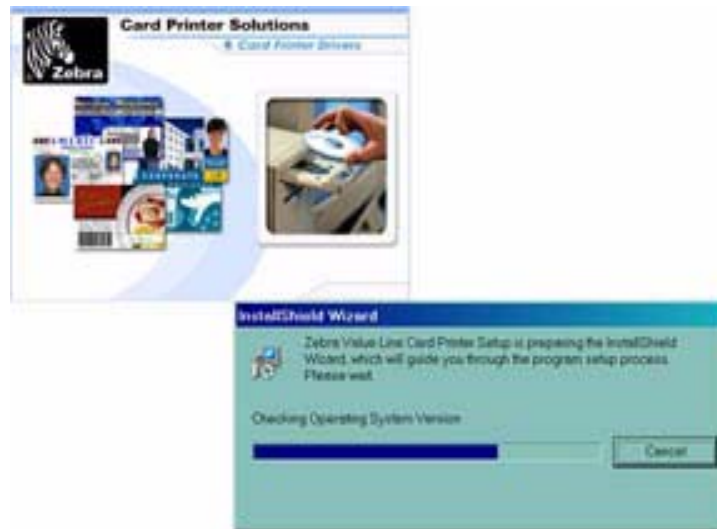 Card Printer Solutions
Card Printer Drivers
Zebra
CORPORATE
InstallShield Wizard
Zebra Value Line Card Printer Setup is preparing the InstallShield
Wizard, which will guide you through the program setup process.
Please wait.
Checking Operating System Version
Cancel